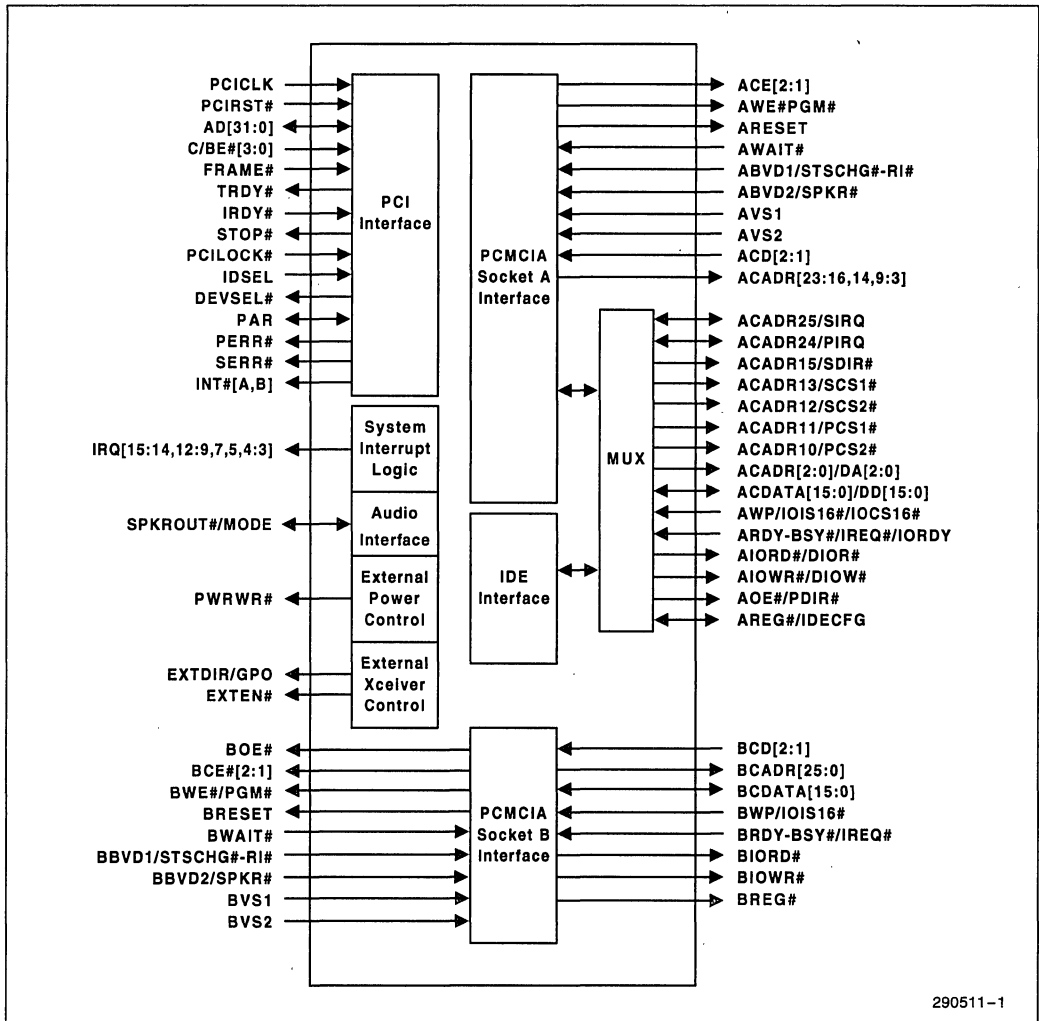 PCICLK
PCIRST#
AD[31:0]
C/BE#[3:0]
FRAME#
TRDY#
IRDY#
STOP#
PCILOCK#
IDSEL
DEVSEL#
PAR
PERR#
SERR#
INT#[A,B]
IRQ[15:14,12:9,7,5,4:3]
SPKROUT#/MODE
PWRWR#
EXTDIR/GPO
EXTEN#
BOE#
BCE#[2:1]
BWE#/PGM#
BRESET
BWAIT#
BBVD1/STSCHG#-RI#
BBVD2/SPKR#
BVS1
BVS2
PCI
Interface
System
Interrupt
Logic
Audio
Interface
External
Power
Control
External
Xceiver
Control
PCMCIA
Socket A
Interface
IDE
Interface
MUX
PCMCIA
Socket B
Interface
ACE[2:1]
AWE#PGM#
ARESET
AWAIT#
ABVD1/STSCHG#-RI#
ABVD2/SPKR#
AVS1
AVS2
ACD[2:1]
ACADR[23:16,14,9:3]
ACADR25/SIRQ
ACADR24/PIRQ
ACADR15/SDIR#
ACADR13/SCS1#
ACADR12/SCS2#
ACADR11/PCS1#
ACADR10/PCS2#
ACADR[2:0]/DA[2:0]
ACDATA[15:0]/DD[15:0]
AWP/IOIS16#/IOCS16#
ARDY-BSY#/IREQ#/IORDY
AIORD#/DIOR#
AIOWR#/DIOW#
AOE#/PDIR#
AREG#/IDECFG
BCD[2:1]
BCADR[25:0]
BCDATA[15:0]
BWP/IOIS16#
BRDY-BSY#/IREQ#
BIORD#
BIOWR#
BREG#
290511-1